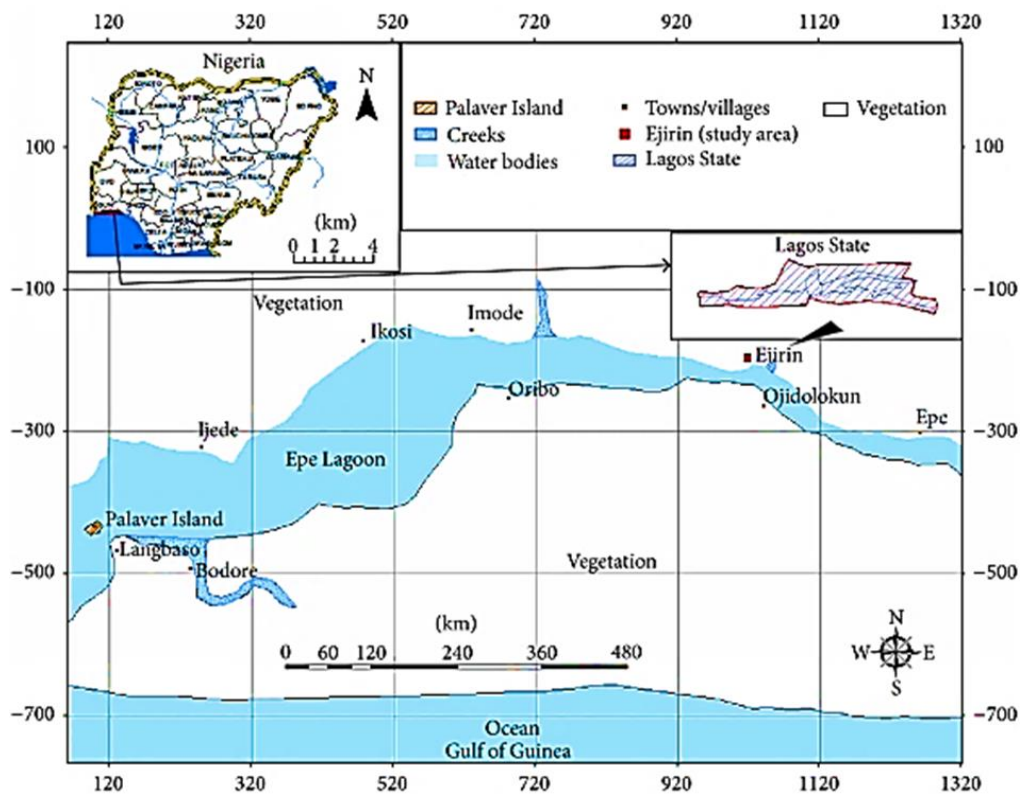 120 320 520 720 920 1120 1320
Nigeria
N
(km)
0 1 2 4
Palaver Island
Creeks
Water bodies
Towns/villages
Ejirin (study area)
Lagos State
Vegetation
100
100
Lagos State
−100
−100
Vegetation
Imode
Ikosi
Ejirin
Oribo
Ojidolokun
Epe
Ijede
−300
−300
Epe Lagoon
Palaver Island
Langbaso
Bodore
−500
−500
Vegetation
(km)
0 60 120 240 360 480
N
W E
S
−700
−700
Ocean
Gulf of Guinea
120 320 520 720 920 1120 1320